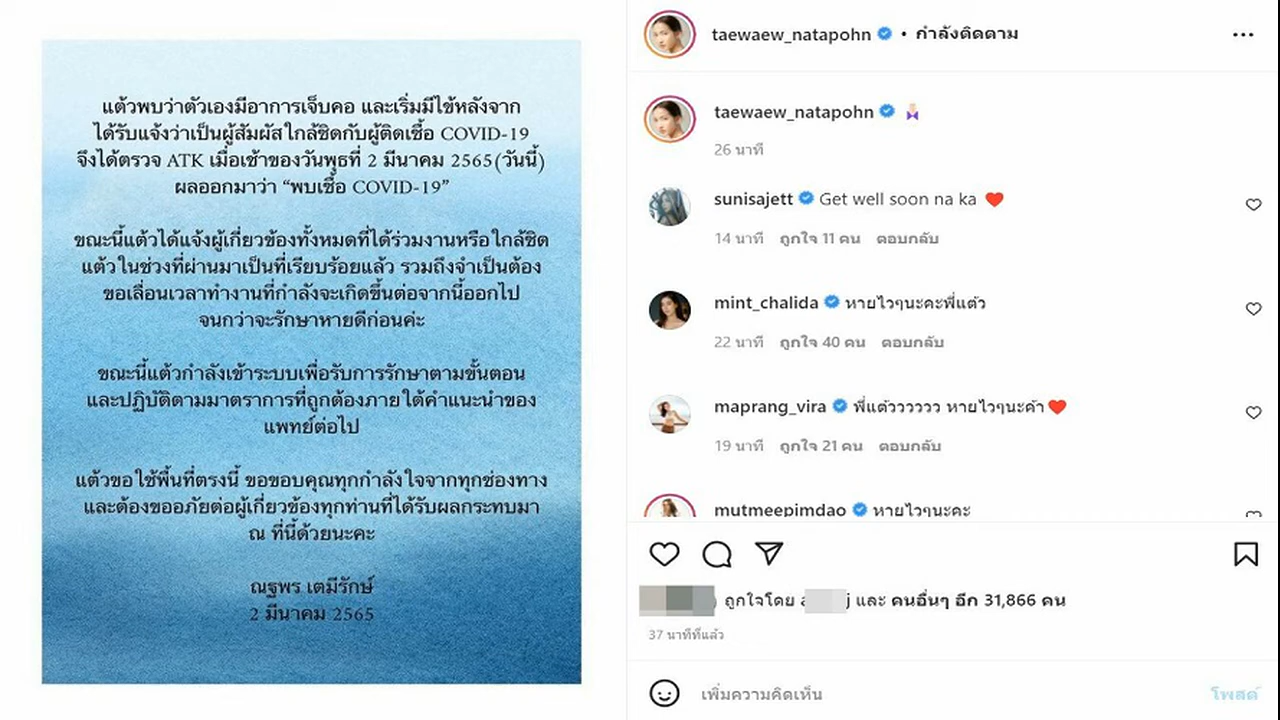 แต้วพบว่าตัวเองมีอาการเจ็บคอ และเริ่มมีไข้หลังจาก
ได้รับแจ้งว่าเป็นผู้สัมผัสใกล้ชิดกับผู้ติดเชื้อ COVID-19
จึงได้ตรวจ ATK เมื่อเช้าของวันพุธที่ 2 มีนาคม 2565(วันนี้)
ผลออกมาว่า “พบเชื้อ COVID-19”
ขณะนี้แต้วได้แจ้งผู้เกี่ยวข้องทั้งหมดที่ได้ร่วมงานหรือใกล้ชิด
แต้วในช่วงที่ผ่านมาเป็นที่เรียบร้อยแล้ว รวมถึงจำเป็นต้อง
ขอเลื่อนเวลาทำงานที่กำลังจะเกิดขึ้นต่อจากนี้ออกไป
จนกว่าจะรักษาหายดีก่อนค่ะ
ขณะนี้แต้วกำลังเข้าระบบเพื่อรับการรักษาตามขั้นตอน
และปฏิบัติตามมาตราการที่ถูกต้องภายใต้คำแนะนำของ
แพทย์ต่อไป
แต้วขอใช้พื้นที่ตรงนี้ ขอขอบคุณทุกกำลังใจจากทุกช่องทาง
และต้องขออภัยต่อผู้เกี่ยวข้องทุกท่านที่ได้รับผลกระทบมา
ณ ที่นี้ด้วยนะคะ
ณฐพร เตมีรักษ์
2 มีนาคม 2565
taewaew_natapohn • กำลังติดตาม
taewaew_natapohn
26 นาที
sunisajett Get well soon na ka ❤️
14 นาที ถูกใจ 11 คน ตอบกลับ
mint_chalida หายไวๆนะคะพี่แต้ว
22 นาที ถูกใจ 40 คน ตอบกลับ
maprang_vira พี่แต้วววววว หายไวๆนะค้า❤️
19 นาที ถูกใจ 21 คน ตอบกลับ
mutmeepimdao หายไวๆนะคะ
ถูกใจโดย และ คนอื่นๆ อีก 31,866 คน
37 นาทีที่แล้ว
เพิ่มความคิดเห็น โพสต์